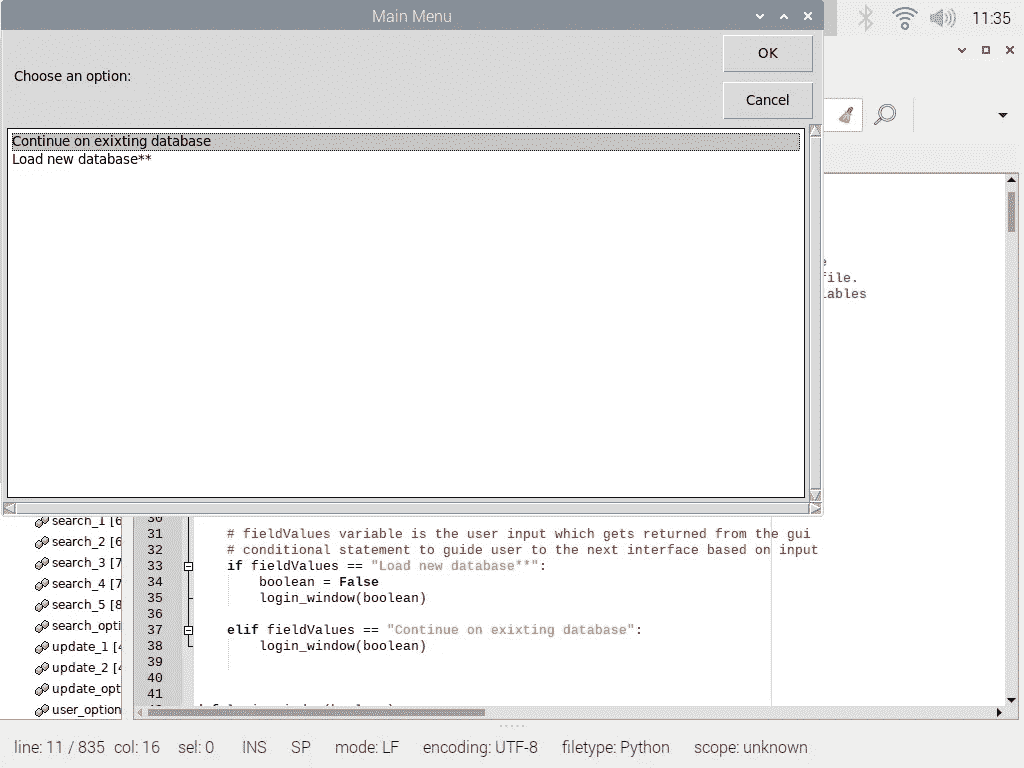 Main Menu
11:35
OK
Choose an option:
Cancel
Continue on exixting database
Load new database**
file.
ables
search_1 [6
search_2 [6
search_3 [7
search_4 [7
search_5 [8
search_opti
update_1 [4
update_2 [4
update_opt
user_option
30
31 # fieldValues variable is the user input which gets returned from the gui
32 # conditional statement to guide user to the next interface based on input
33 if fieldValues == "Load new database**":
34 boolean = False
35 login_window(boolean)
36
37 elif fieldValues == "Continue on exixting database":
38 login_window(boolean)
39
40
41
line: 11 / 835 col: 16 sel: 0 INS SP mode: LF encoding: UTF-8 filetype: Python scope: unknown